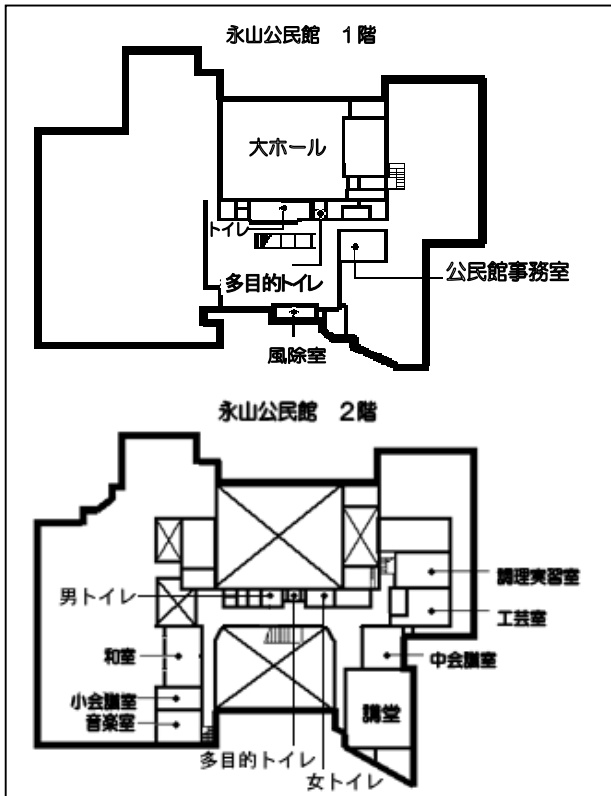 永山公民館 1階
大ホール
トイレ
多目的トイレ
公民館事務室
風除室
永山公民館 2階
調理実習室
男トイレ
工芸室
和室
中会議室
小会議室
音楽室
講堂
多目的トイレ
女トイレ